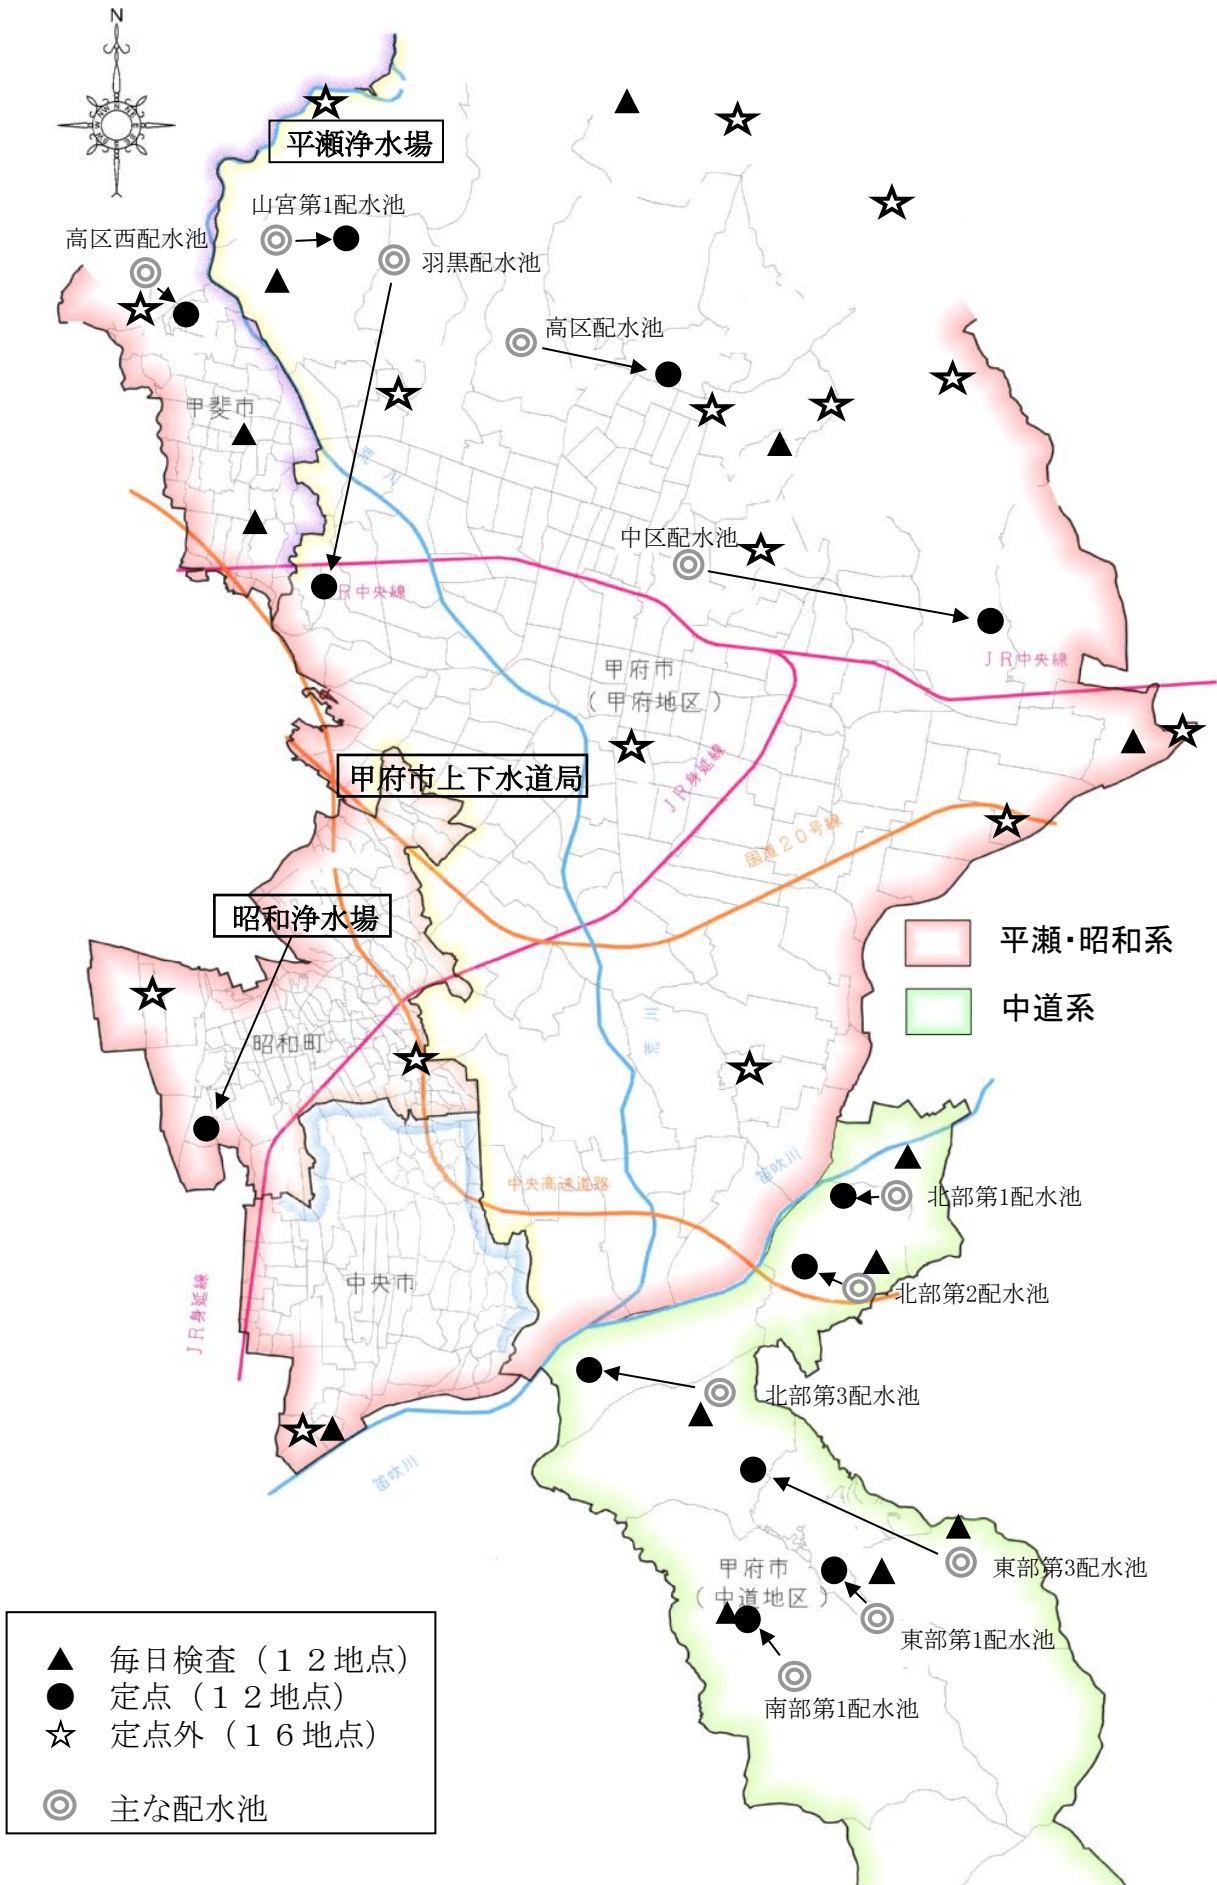 N
平瀬浄水場
山宮第1配水池
高区西配水池
羽黒配水池
高区配水池
甲斐市
荒川
中区配水池
R中央線
JR中央線
甲府市
（甲府地区）
甲府市上下水道局
JR身延線
国道20号線
昭和浄水場
平瀬・昭和系
中道系
昭和町
荒川
笛吹川
中央高速道路
北部第1配水池
中央市
北部第2配水池
JR身延線
北部第3配水池
笛吹川
甲府市
（中道地区）
東部第3配水池
東部第1配水池
南部第1配水池
毎日検査（１２地点）
定点（１２地点）
定点外（１６地点）
主な配水池